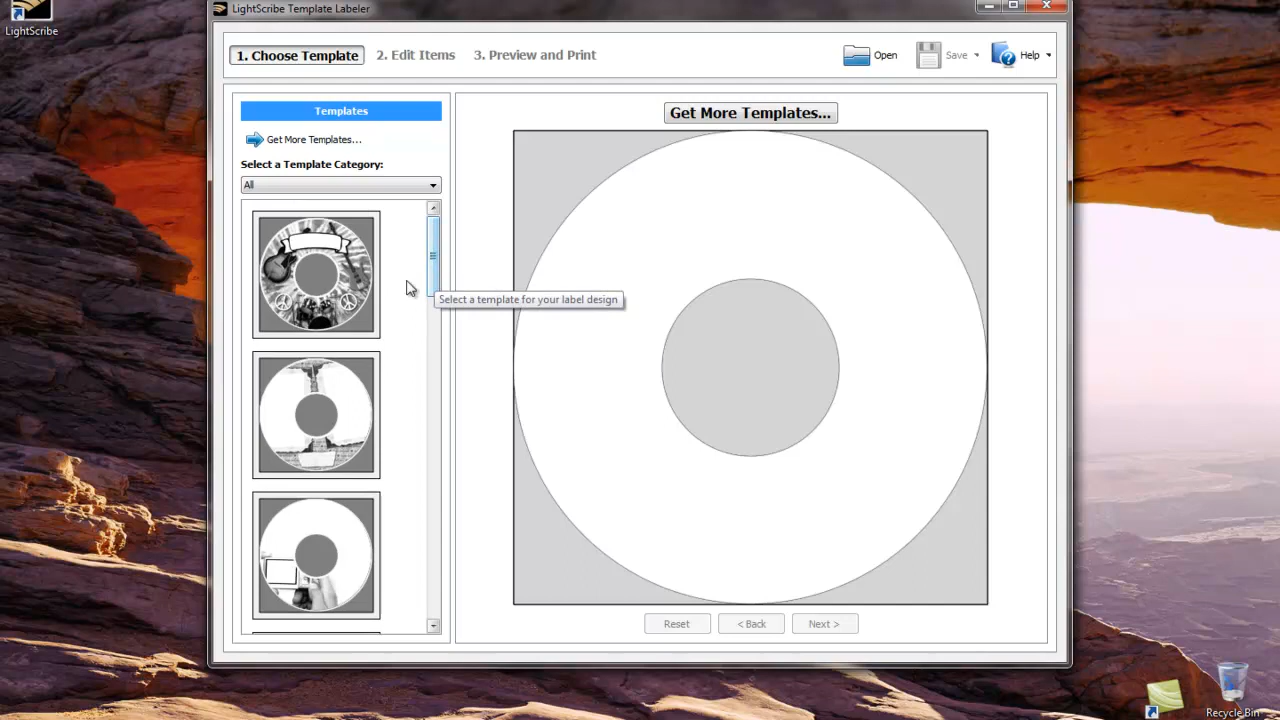 LightScribe Template Labeler
LightScribe
1. Choose Template 2. Edit Items 3. Preview and Print
Open Save Help
Templates
Get More Templates...
Select a Template Category:
All
Get More Templates...
Select a template for your label design
Reset < Back Next >
Recycle Bin